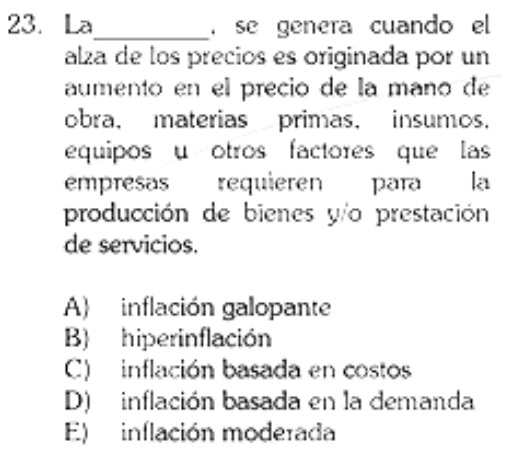 23. La__________, se genera cuando el
alza de los precios es originada por un
aumento en el precio de la mano de
obra, materias primas, insumos,
equipos u otros factores que las
empresas requieren para la
producción de bienes y/o prestación
de servicios.
A) inflación galopante
B) hiperinflación
C) inflación basada en costos
D) inflación basada en la demanda
E) inflación moderada